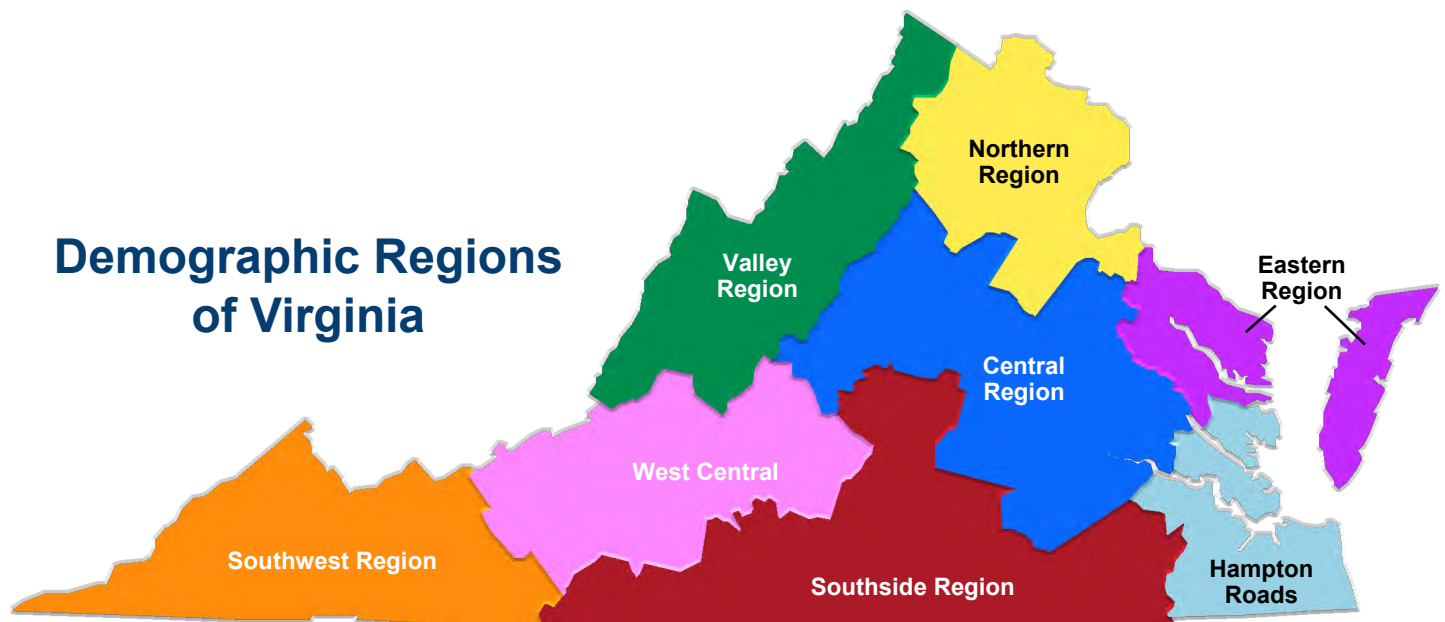 Demographic Regions
of Virginia
Northern
Region
Valley
Region
Eastern
Region
Central
Region
West Central
Southwest Region
Southside Region
Hampton
Roads